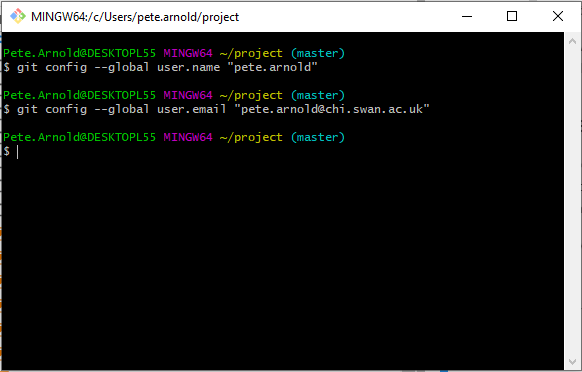 MINGW64:/c/Users/pete.arnold/project
Pete.Arnold@DESKTOPL55 MINGW64 ~/project (master)
$ git config --global user.name "pete.arnold"
Pete.Arnold@DESKTOPL55 MINGW64 ~/project (master)
$ git config --global user.email "pete.arnold@chi.swan.ac.uk"
Pete.Arnold@DESKTOPL55 MINGW64 ~/project (master)
$